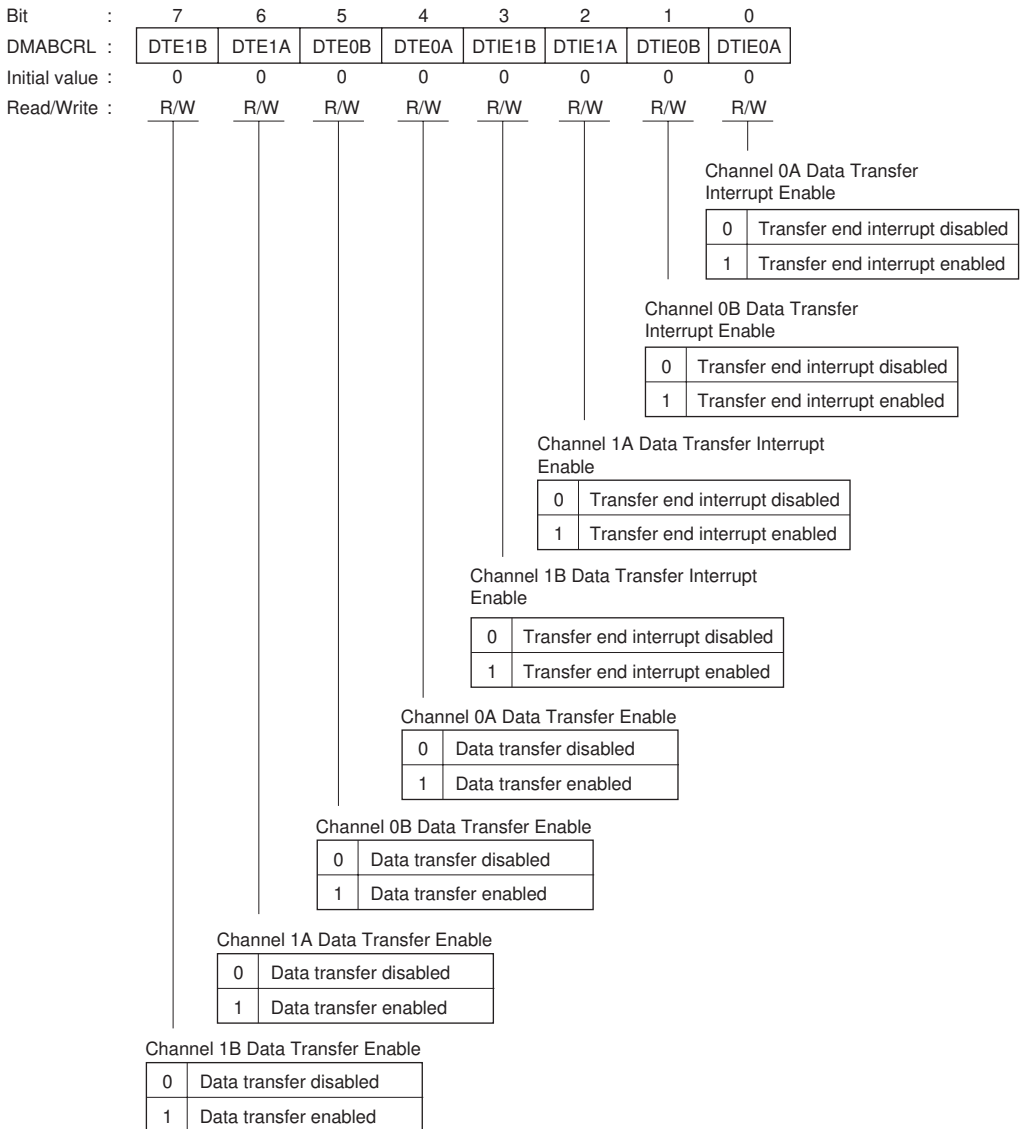 Bit : 7 6 5 4 3 2 1 0
DMABCRL : DTE1B DTE1A DTE0B DTE0A DTIE1B DTIE1A DTIE0B DTIE0A
Initial value : 0 0 0 0 0 0 0 0
Read/Write : R/W R/W R/W R/W R/W R/W R/W R/W
Channel 0A Data Transfer
Interrupt Enable
0 Transfer end interrupt disabled
1 Transfer end interrupt enabled
Channel 0B Data Transfer
Interrupt Enable
0 Transfer end interrupt disabled
1 Transfer end interrupt enabled
Channel 1A Data Transfer Interrupt
Enable
0 Transfer end interrupt disabled
1 Transfer end interrupt enabled
Channel 1B Data Transfer Interrupt
Enable
0 Transfer end interrupt disabled
1 Transfer end interrupt enabled
Channel 0A Data Transfer Enable
0 Data transfer disabled
1 Data transfer enabled
Channel 0B Data Transfer Enable
0 Data transfer disabled
1 Data transfer enabled
Channel 1A Data Transfer Enable
0 Data transfer disabled
1 Data transfer enabled
Channel 1B Data Transfer Enable
0 Data transfer disabled
1 Data transfer enabled